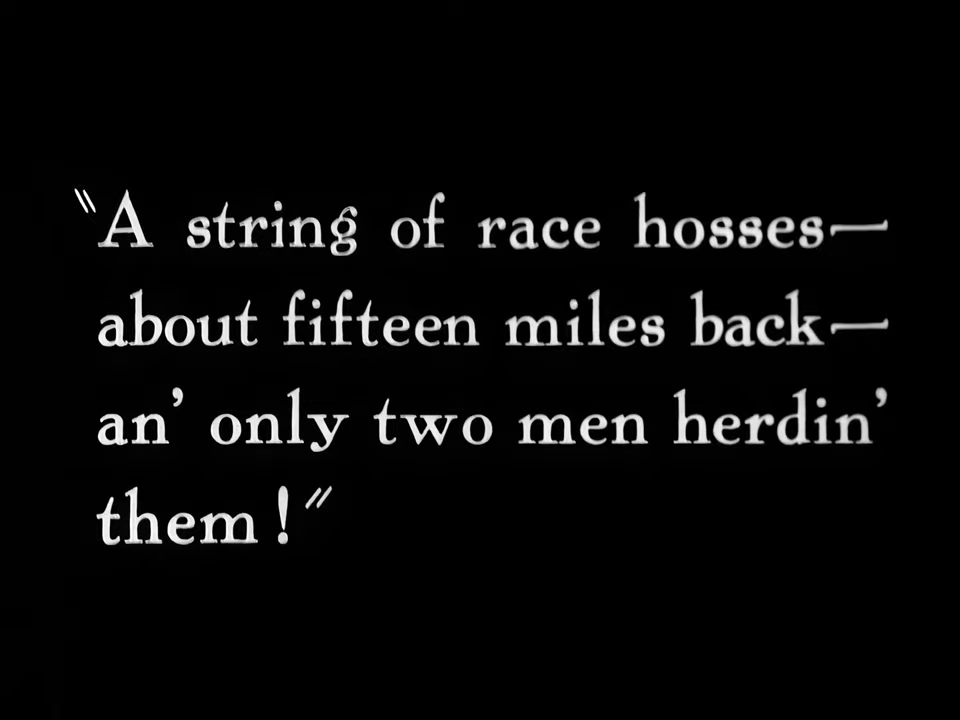 "A string of race hosses—
about fifteen miles back—
an' only two men herdin'
them!"